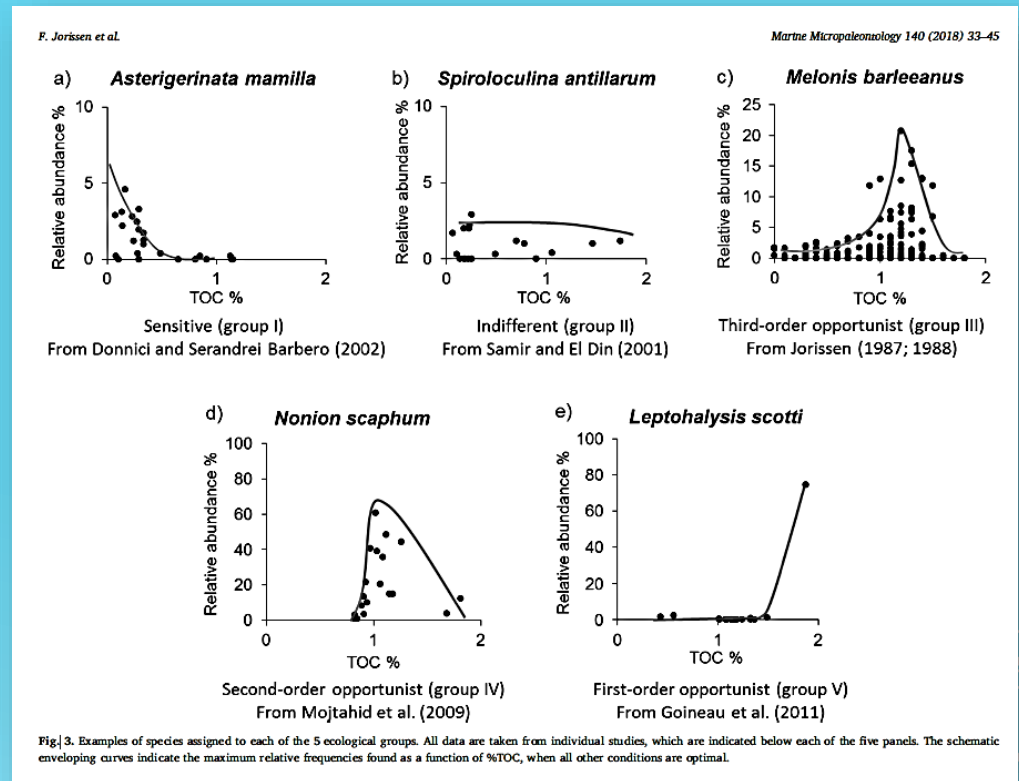 F. Jorissen et al.
Marine Micropaleontology 140 (2018) 33–45
a) Asterigerinata mamilla
10
5
0
Relative abundance %
0 1 2
TOC %
Sensitive (group I)
From Donnici and Serandrei Barbero (2002)
b) Spiroloculina antillarum
10
5
0
Relative abundance %
0 1 2
TOC %
Indifferent (group II)
From Samir and El Din (2001)
c) Melonis barleeanus
25
20
15
10
5
0
Relative abundance %
0 1 2
TOC %
Third-order opportunist (group III)
From Jorissen (1987; 1988)
d) Nonion scaphum
100
80
60
40
20
0
Relative abundance %
0 1 2
TOC %
Second-order opportunist (group IV)
From Mojtahid et al. (2009)
e) Leptohalysis scotti
100
80
60
40
20
0
Relative abundance %
0 1 2
TOC %
First-order opportunist (group V)
From Goineau et al. (2011)
Fig. 3. Examples of species assigned to each of the 5 ecological groups. All data are taken from individual studies, which are indicated below each of the five panels. The schematic
enveloping curves indicate the maximum relative frequencies found as a function of %TOC, when all other conditions are optimal.